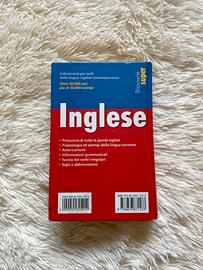 Il dizionario per tutti
della lingua inglese contemporanea
Oltre 30.000 voci
più di 50.000 esempi
Dizionario
super
Inglese
• Pronuncia di tutte le parole inglesi
• Fraseologia ed esempi della lingua corrente
• Americanismi
• Informazioni grammaticali
• Tavola dei verbi irregolari
• Sigle e abbreviazioni